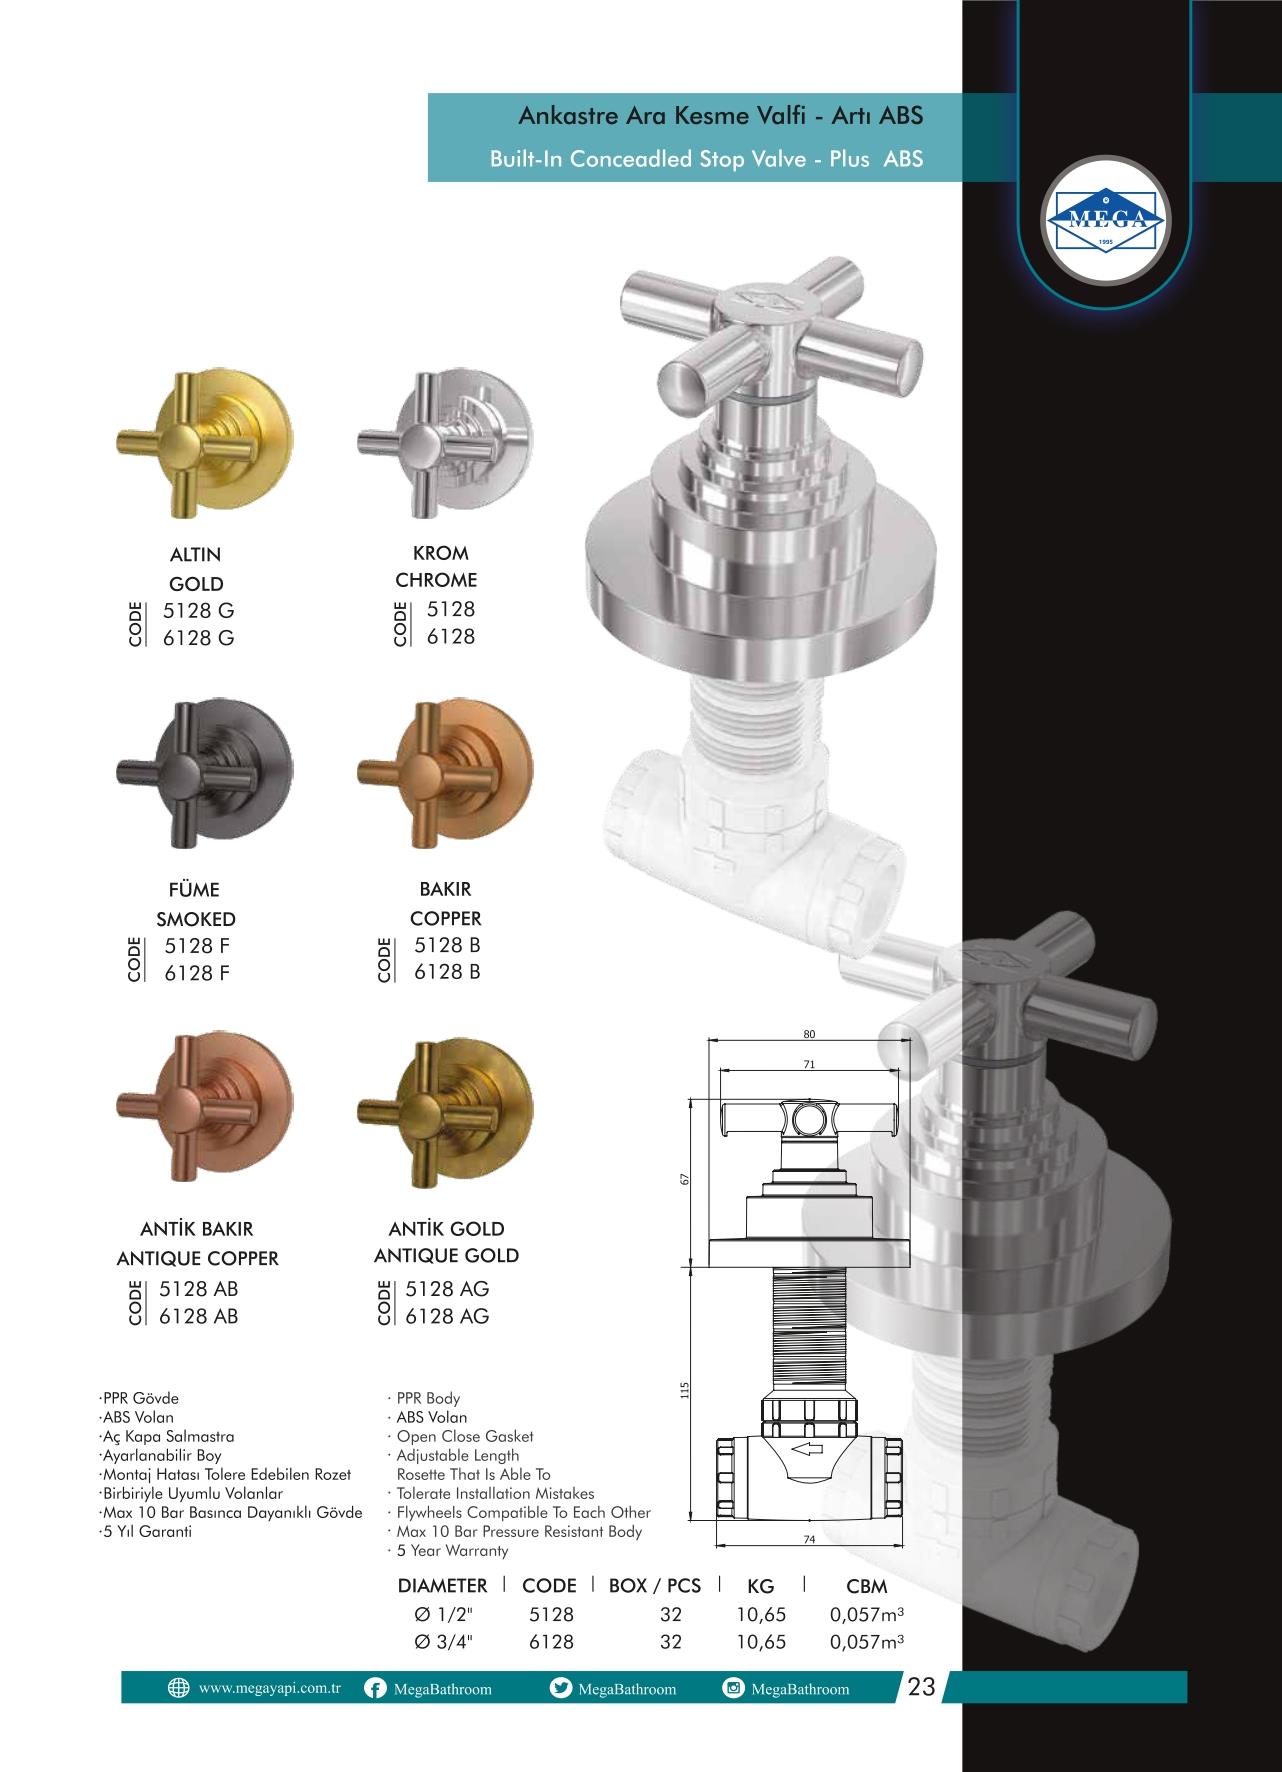 Ankastre Ara Kesme Valfi - Artı ABS
Built-In Conceadled Stop Valve - Plus ABS
MEGA
1995
ALTIN
GOLD
CODE
5128 G
6128 G
KROM
CHROME
CODE
5128
6128
FÜME
SMOKED
CODE
5128 F
6128 F
BAKIR
COPPER
CODE
5128 B
6128 B
ANTİK BAKIR
ANTIQUE COPPER
CODE
5128 AB
6128 AB
ANTİK GOLD
ANTIQUE GOLD
CODE
5128 AG
6128 AG
80
71
67
115
74
·PPR Gövde
·ABS Volan
·Aç Kapa Salmastra
·Ayarlanabilir Boy
·Montaj Hatası Tolere Edebilen Rozet
·Birbiriyle Uyumlu Volanlar
·Max 10 Bar Basınca Dayanıklı Gövde
·5 Yıl Garanti
· PPR Body
· ABS Volan
· Open Close Gasket
· Adjustable Length
Rosette That Is Able To
· Tolerate Installation Mistakes
· Flywheels Compatible To Each Other
· Max 10 Bar Pressure Resistant Body
· 5 Year Warranty
DIAMETER | CODE | BOX / PCS | KG | CBM
Ø 1/2" 5128 32 10,65 0,057m³
Ø 3/4" 6128 32 10,65 0,057m³
www.megayapi.com.tr MegaBathroom MegaBathroom MegaBathroom 23